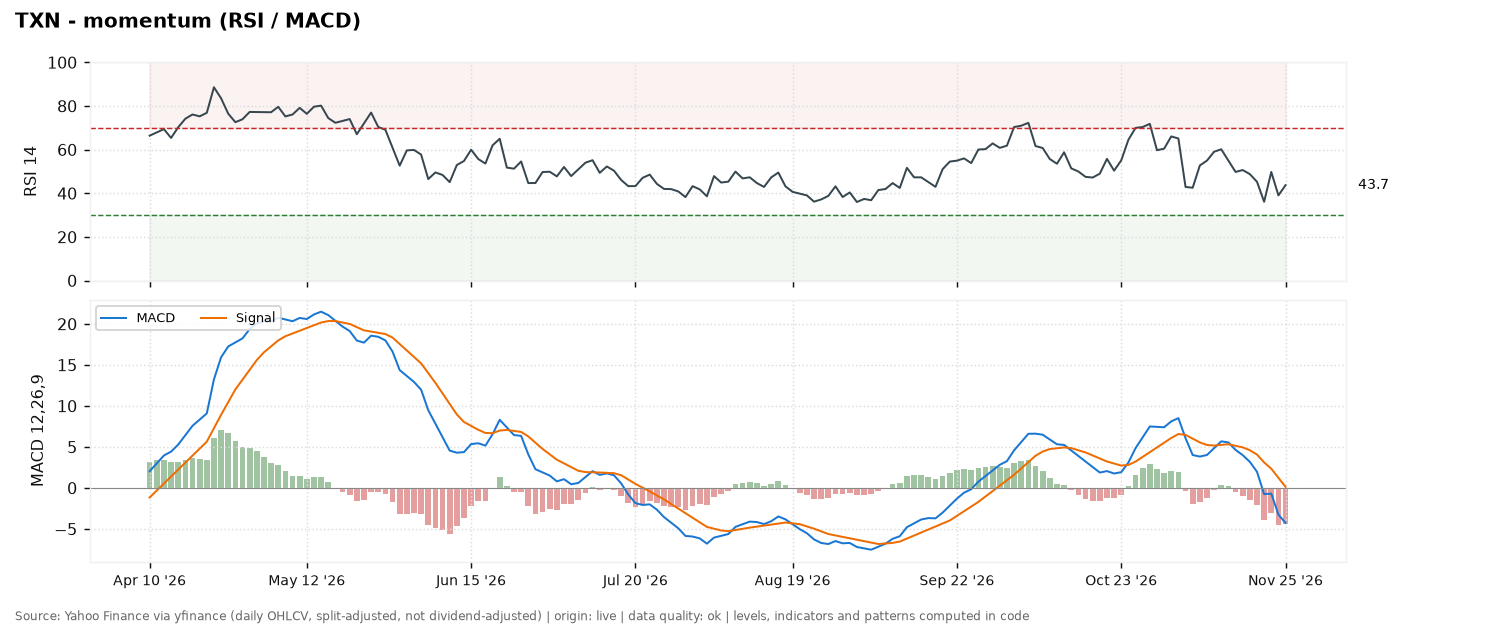 TXN - momentum (RSI / MACD)
100
80
60
40
20
0
RSI 14
43.7
MACD
Signal
20
15
10
5
0
−5
MACD 12,26,9
Apr 10 '26
May 12 '26
Jun 15 '26
Jul 20 '26
Aug 19 '26
Sep 22 '26
Oct 23 '26
Nov 25 '26
Source: Yahoo Finance via yfinance (daily OHLCV, split-adjusted, not dividend-adjusted) | origin: live | data quality: ok | levels, indicators and patterns computed in code